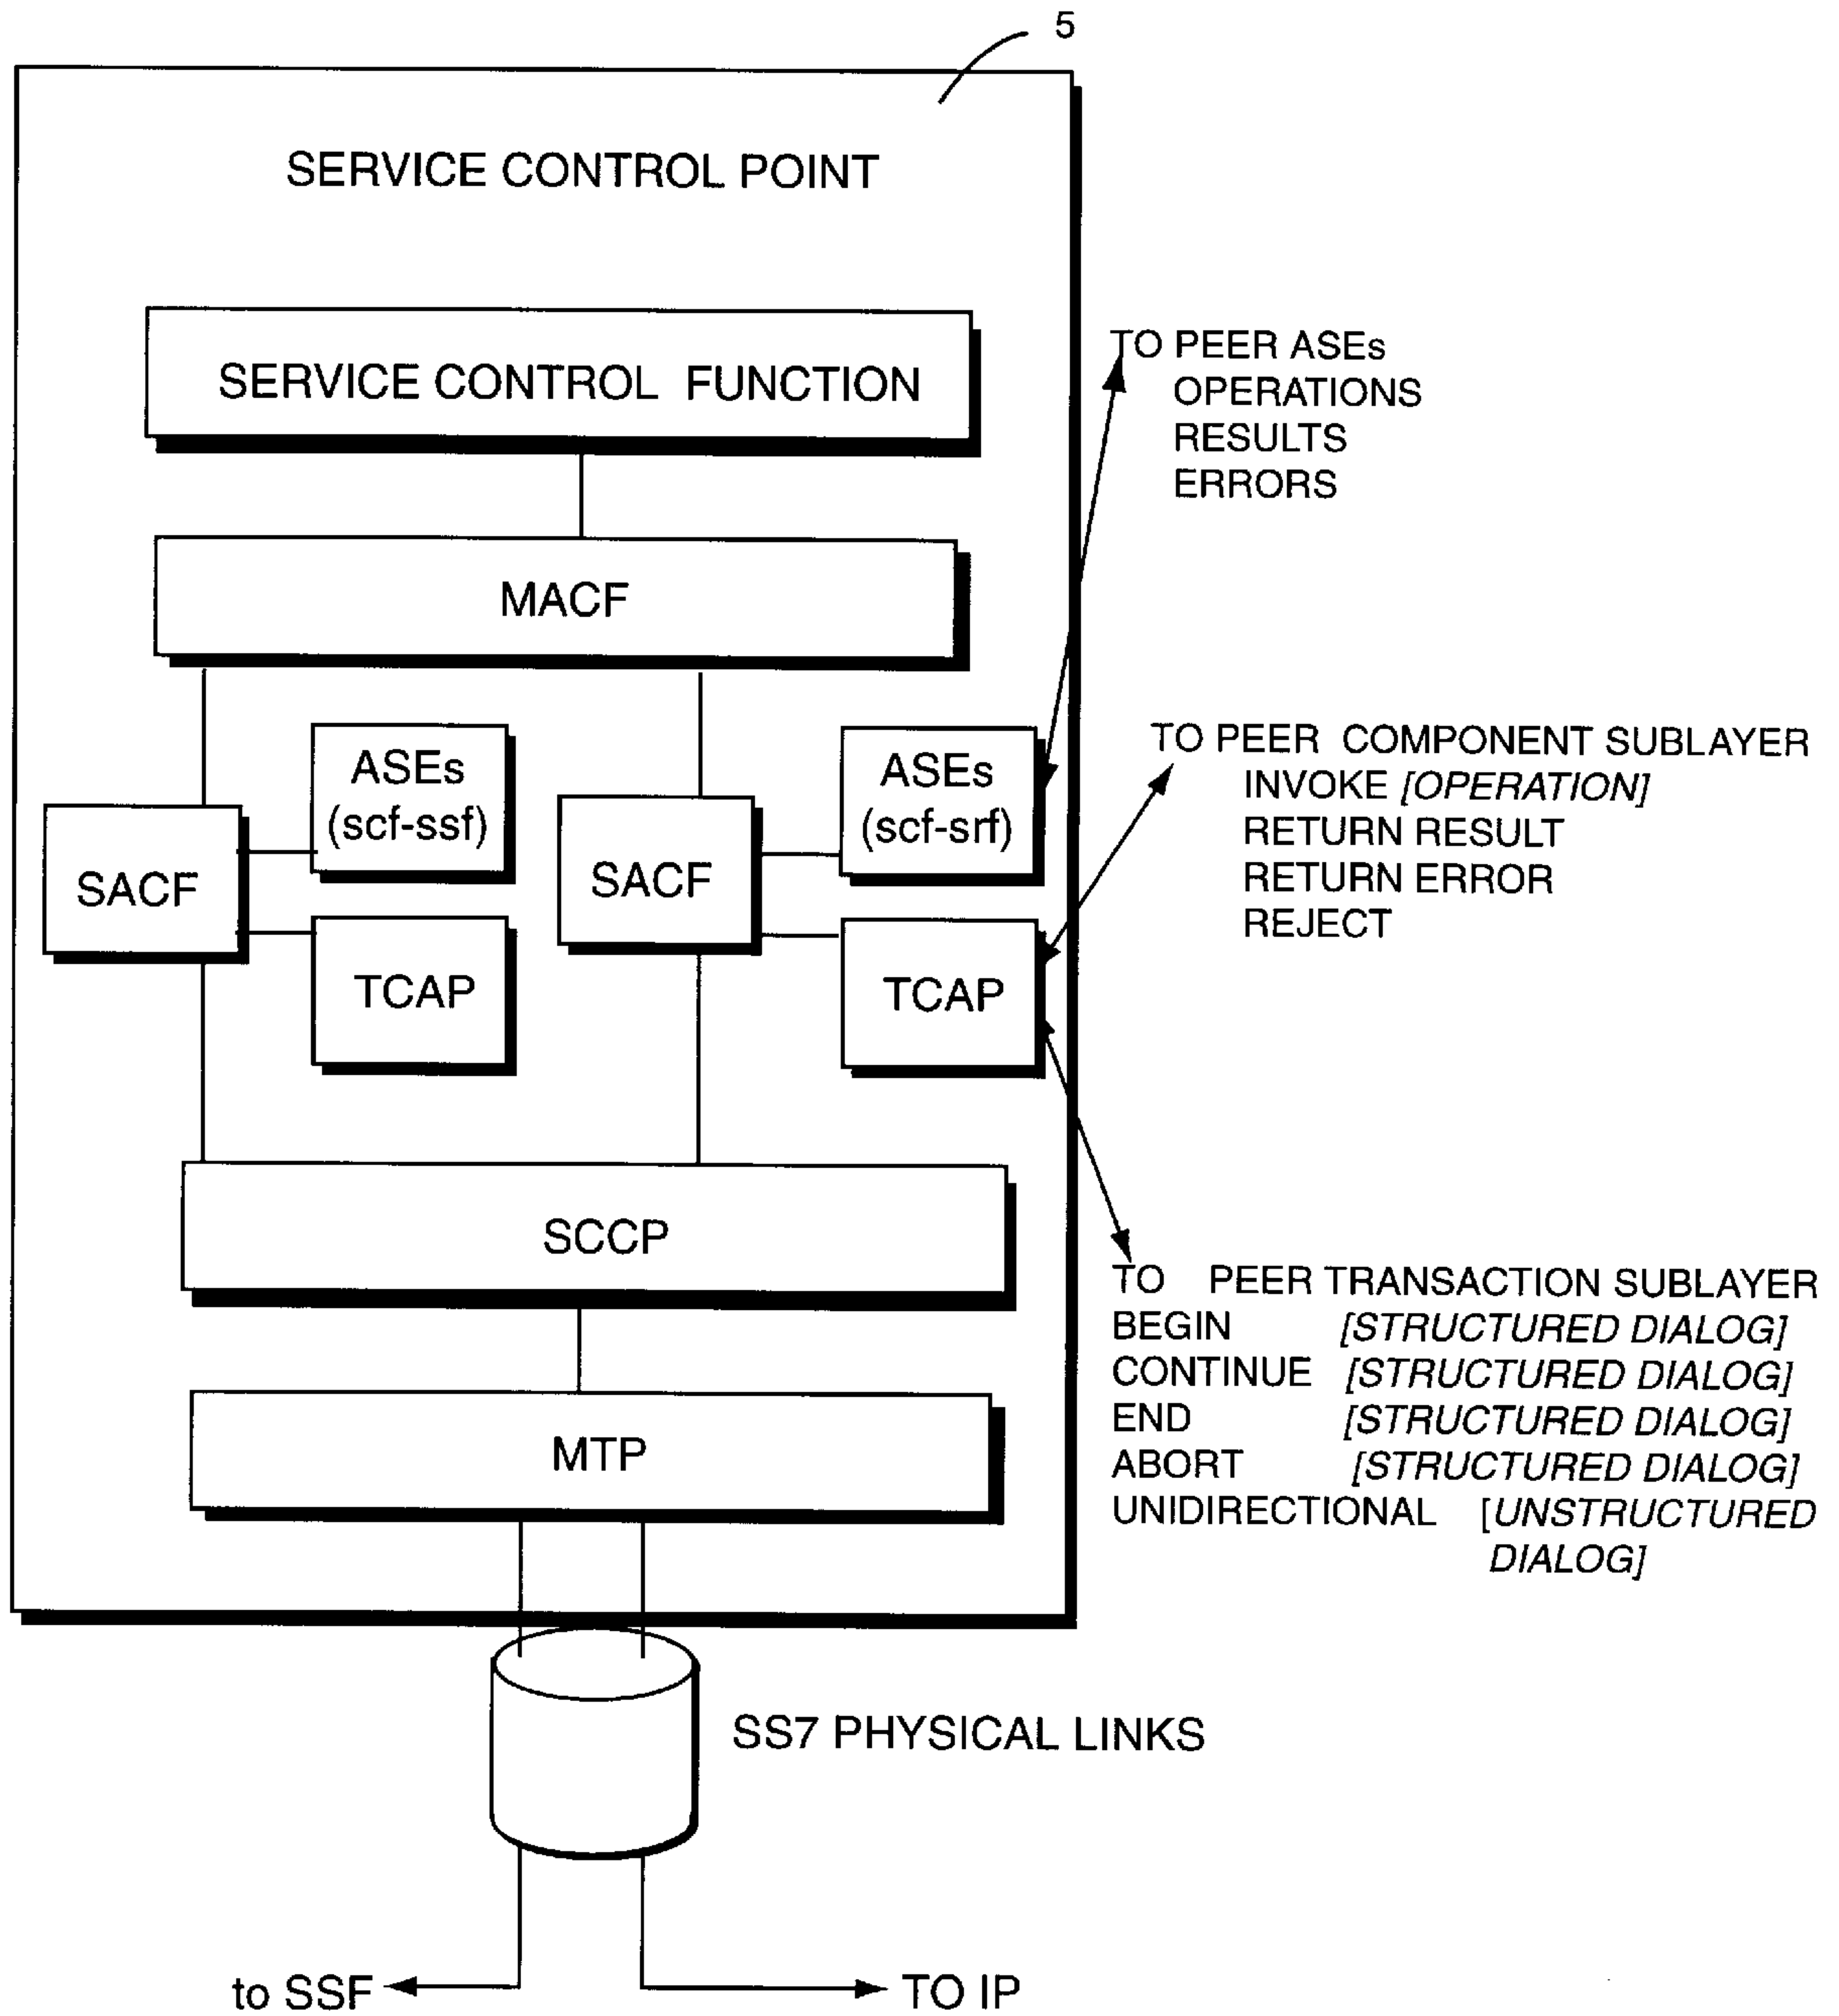 5
SERVICE CONTROL POINT
SERVICE CONTROL FUNCTION
MACF
ASEs
(scf-ssf)
SACF
TCAP
ASEs
(scf-srf)
SACF
TCAP
SCCP
MTP
TO PEER ASEs
OPERATIONS
RESULTS
ERRORS
TO PEER COMPONENT SUBLAYER
INVOKE [OPERATION]
RETURN RESULT
RETURN ERROR
REJECT
TO PEER TRANSACTION SUBLAYER
BEGIN [STRUCTURED DIALOG]
CONTINUE [STRUCTURED DIALOG]
END [STRUCTURED DIALOG]
ABORT [STRUCTURED DIALOG]
UNIDIRECTIONAL [UNSTRUCTURED
DIALOG]
SS7 PHYSICAL LINKS
to SSF
TO IP